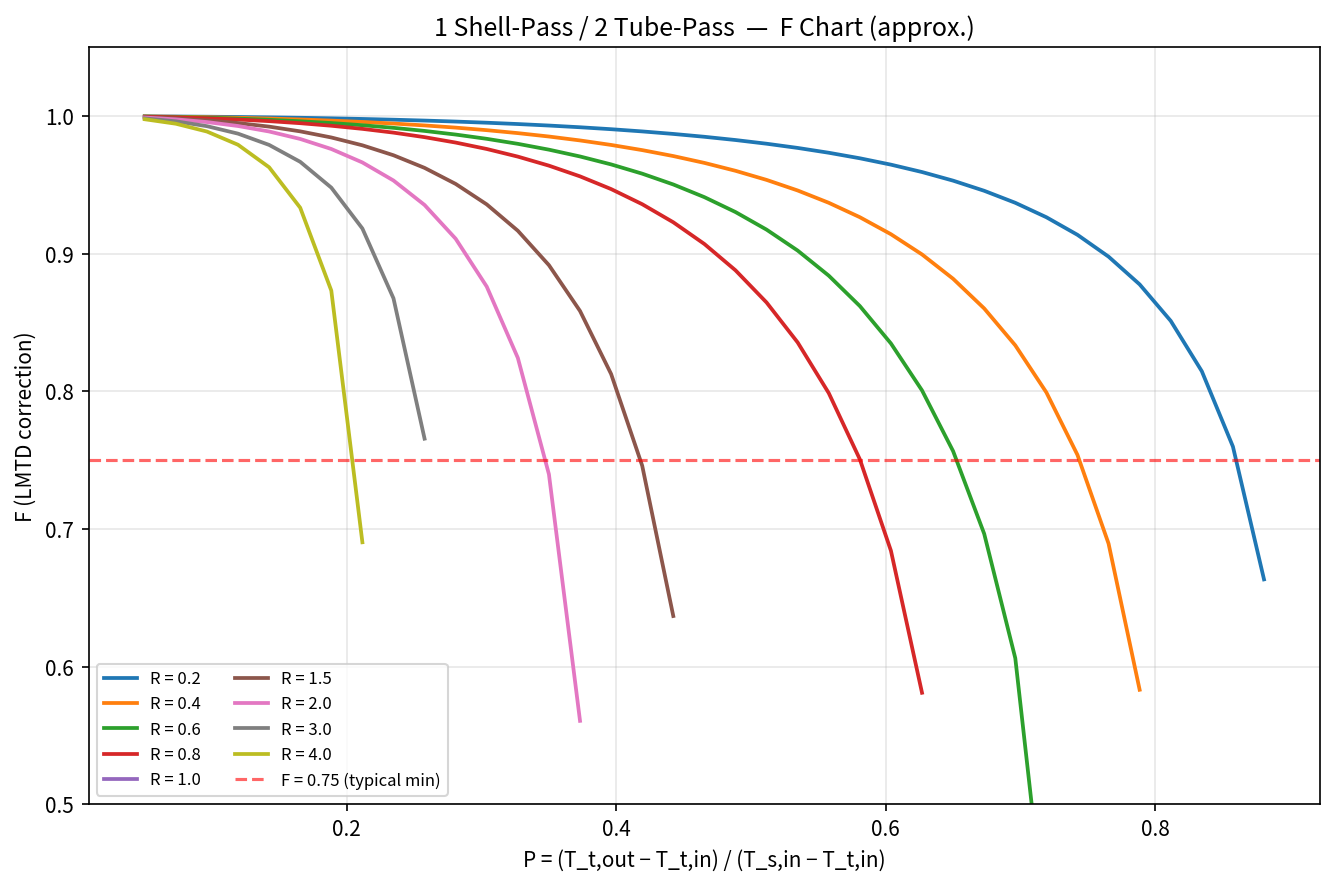 1 Shell-Pass / 2 Tube-Pass — F Chart (approx.)
F (LMTD correction)
1.0
0.9
0.8
0.7
0.6
0.5
R = 0.2
R = 0.4
R = 0.6
R = 0.8
R = 1.0
R = 1.5
R = 2.0
R = 3.0
R = 4.0
F = 0.75 (typical min)
0.2
0.4
0.6
0.8
P = (T_t,out − T_t,in) / (T_s,in − T_t,in)